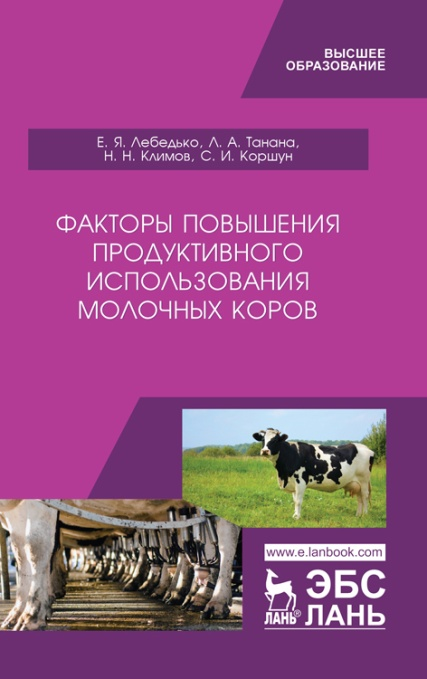 ВЫСШЕЕ
ОБРАЗОВАНИЕ
Е. Я. Лебедько, Л. А. Танана,
Н. Н. Климов, С. И. Коршун
ФАКТОРЫ ПОВЫШЕНИЯ
ПРОДУКТИВНОГО
ИСПОЛЬЗОВАНИЯ
МОЛОЧНЫХ КОРОВ
www.e.lanbook.com
ЛАНЬ®
ЭБС
ЛАНЬ